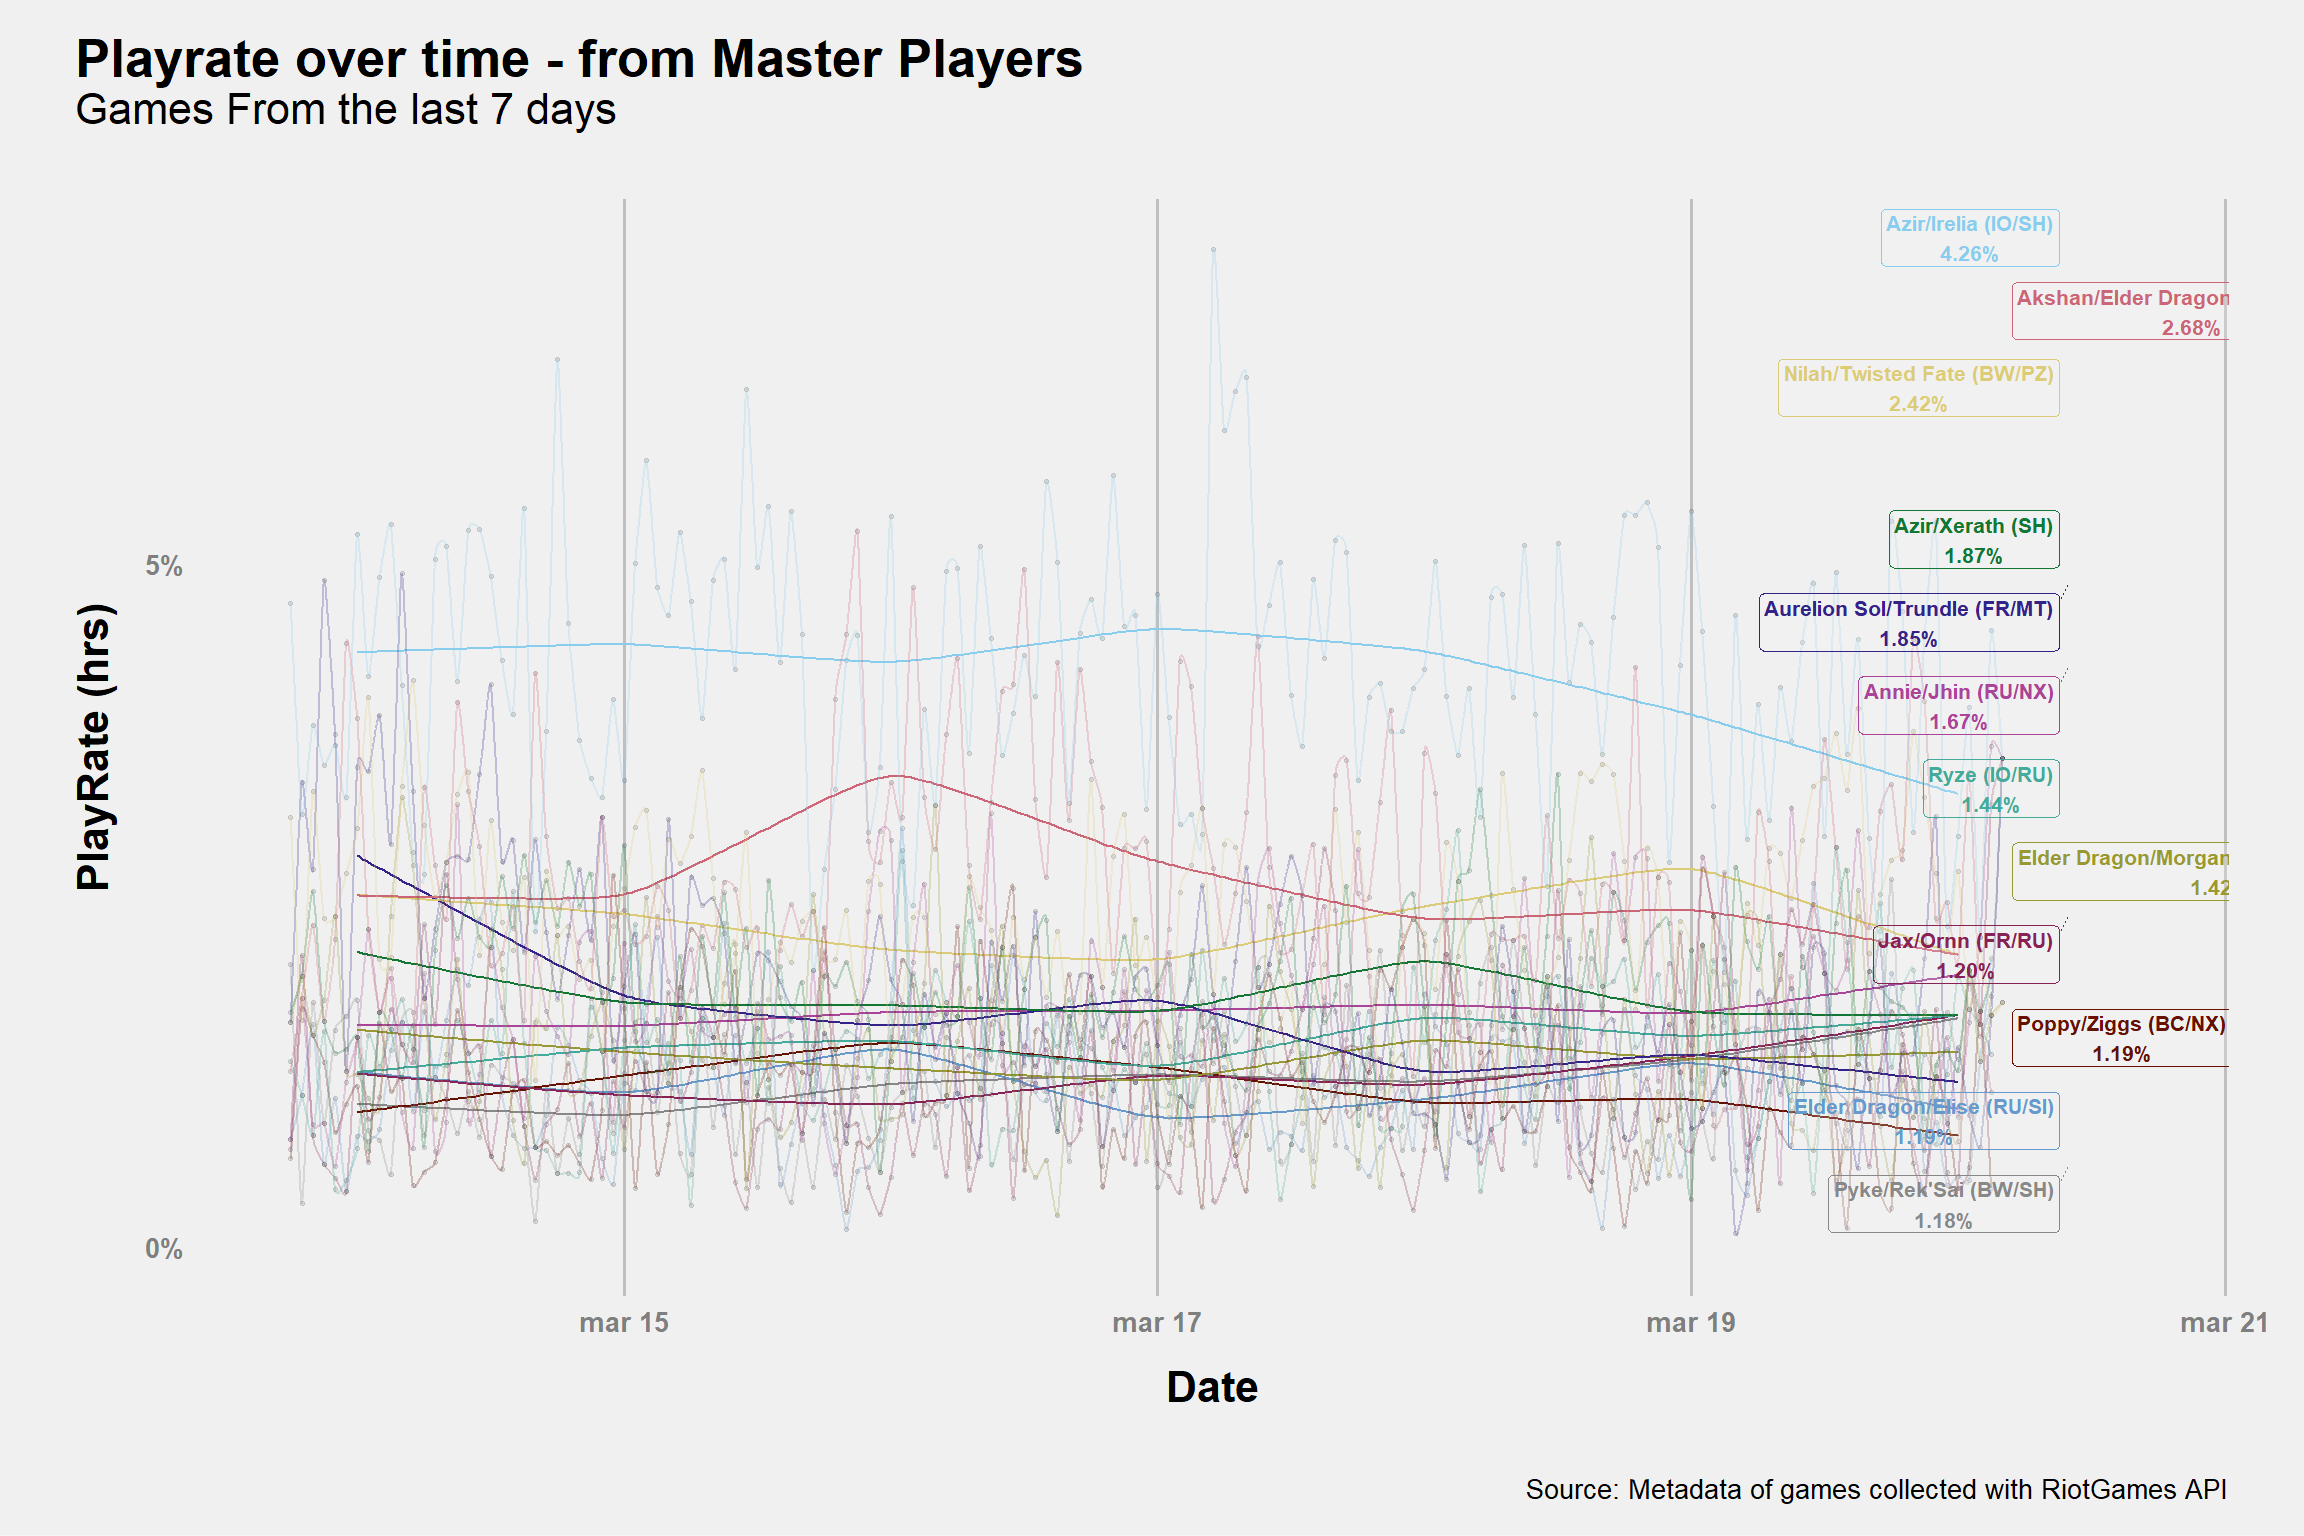 Playrate over time - from Master Players
Games From the last 7 days
PlayRate (hrs)
5%
0%
Azir/Irelia (IO/SH)
4.26%
Akshan/Elder Dragon
2.68%
Nilah/Twisted Fate (BW/PZ)
2.42%
Azir/Xerath (SH)
1.87%
Aurelion Sol/Trundle (FR/MT)
1.85%
Annie/Jhin (RU/NX)
1.67%
Ryze (IO/RU)
1.44%
Elder Dragon/Morgan
1.42
Jax/Ornn (FR/RU)
1.20%
Poppy/Ziggs (BC/NX)
1.19%
Elder Dragon/Elise (RU/SI)
1.19%
Pyke/Rek'Sai (BW/SH)
1.18%
mar 15
mar 17
mar 19
mar 21
Date
Source: Metadata of games collected with RiotGames API